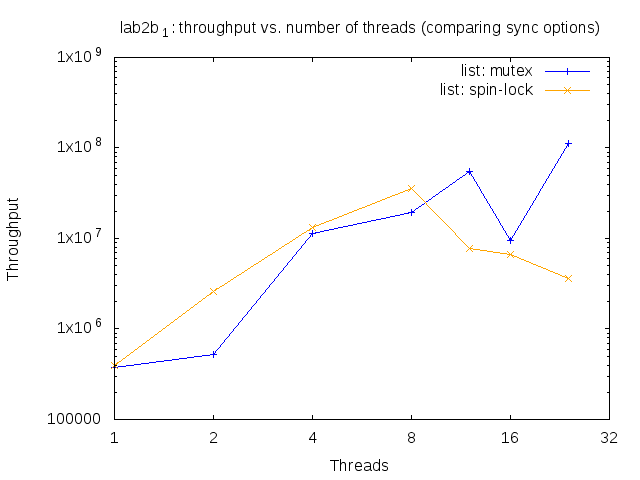 lab2b_1: throughput vs. number of threads (comparing sync options)
1x10^9
list: mutex
list: spin-lock
1x10^8
Throughput
1x10^7
1x10^6
100000
1 2 4 8 16 32
Threads